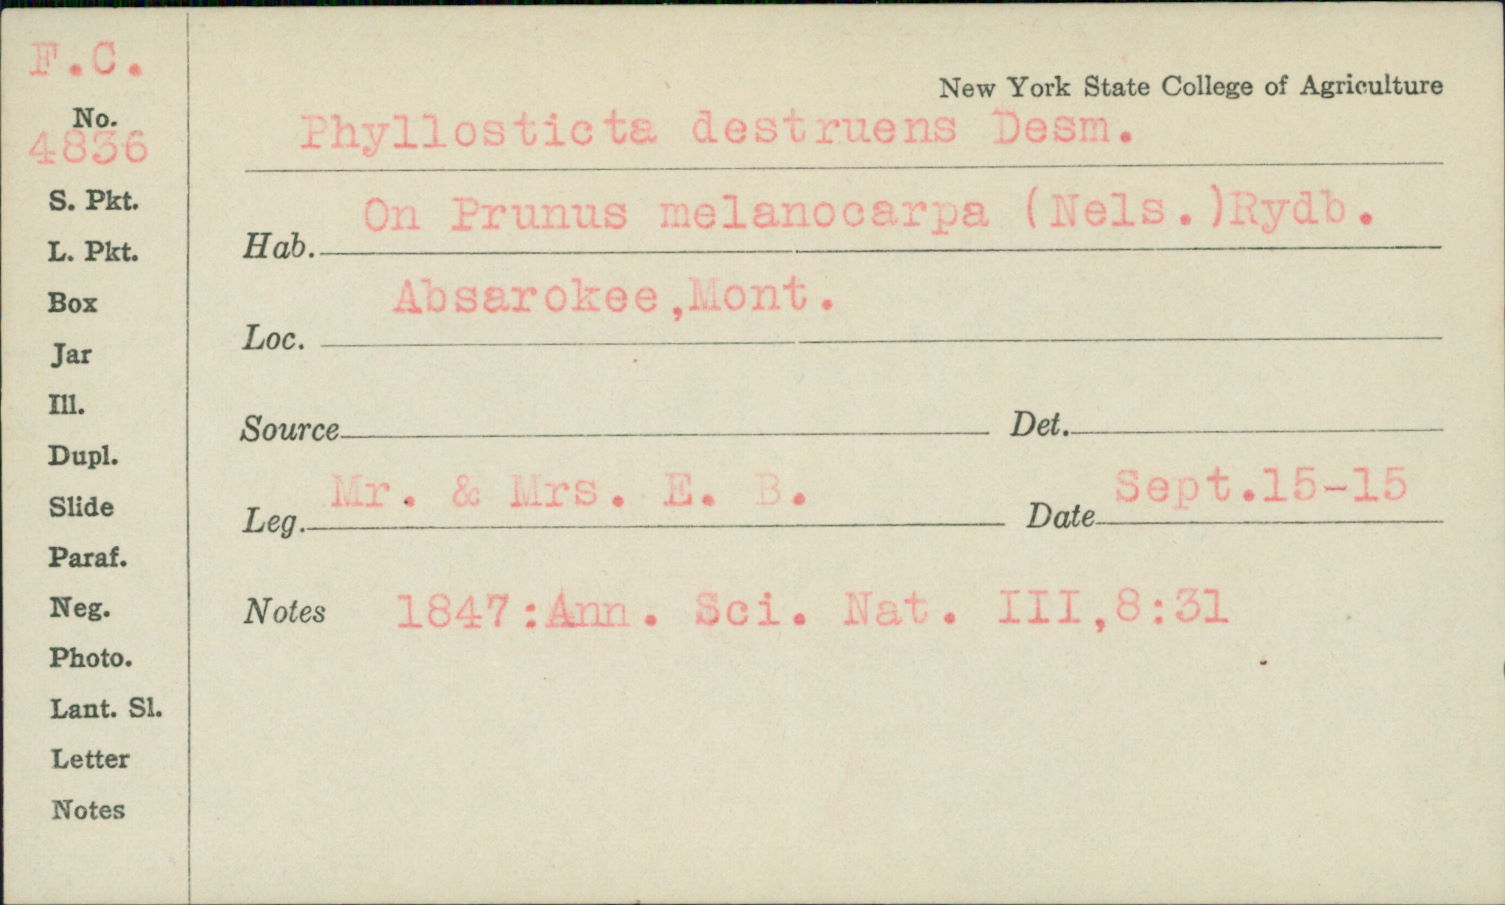 F.C.
No.
4836
S. Pkt.
L. Pkt.
Box
Jar
Ill.
Dupl.
Slide
Paraf.
Neg.
Photo.
Lant. Sl.
Letter
Notes
New York State College of Agriculture
Phyllosticta destruens Desm.
Hab. On Prunus melanocarpa (Nels.)Rydb.
Loc. Absarokee,Mont.
Source Det.
Leg. Mr. & Mrs. E. B. Date Sept.15-15
Notes 1847:Ann. Sci. Nat. III,8:31